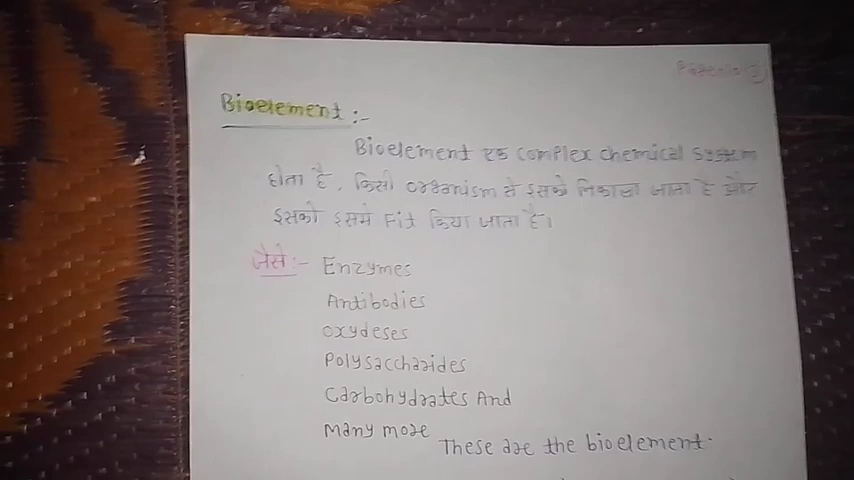 Bioelement :-
Bioelement एक complex chemical system
होता है, किसी organism से इसको निकाला जाता है और
इसको इसमे Fit किया जाता है।
जैसे :- Enzymes
Antibodies
Oxydeses
Polysaccharides
Carbohydrates And
Many more
These are the bioelement.